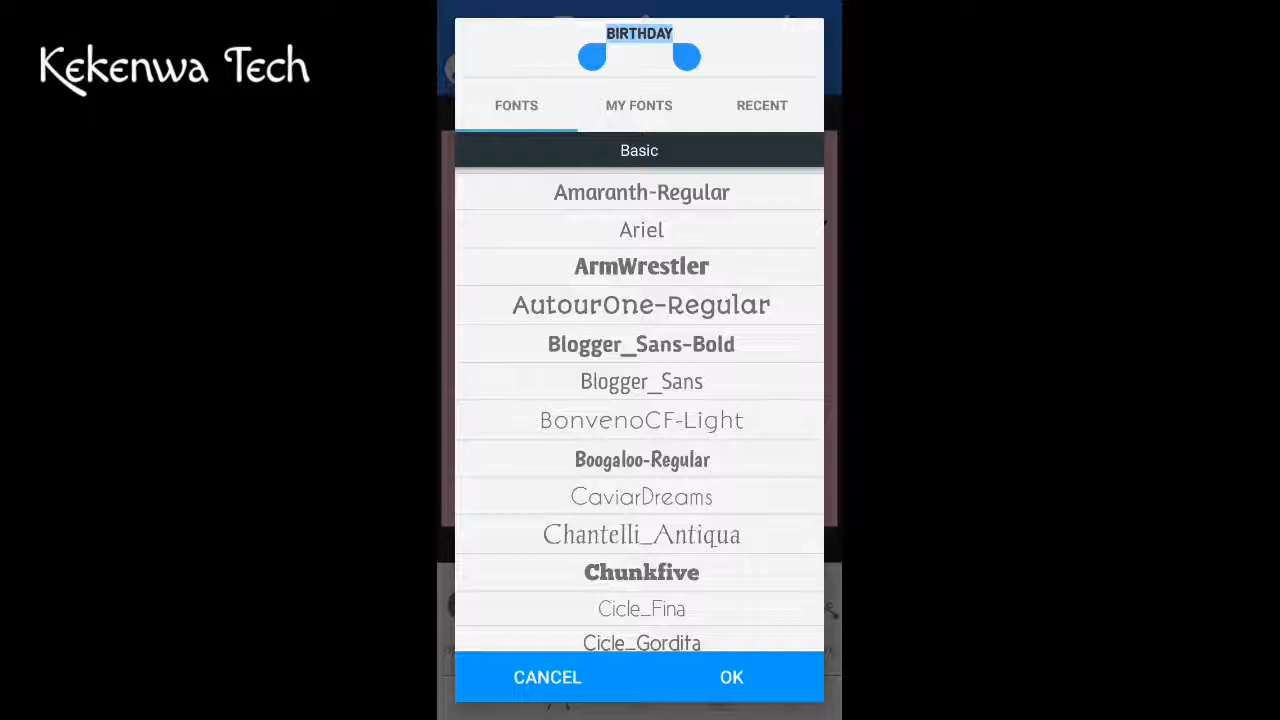 Kekenwa Tech
BIRTHDAY
FONTS MY FONTS RECENT
Basic
Amaranth-Regular
Ariel
ArmWrestler
AutourOne-Regular
Blogger_Sans-Bold
Blogger_Sans
BonvenoCF-Light
Boogaloo-Regular
CaviarDreams
Chantelli_Antiqua
Chunkfive
Cicle_Fina
Cicle_Gordita
CANCEL OK